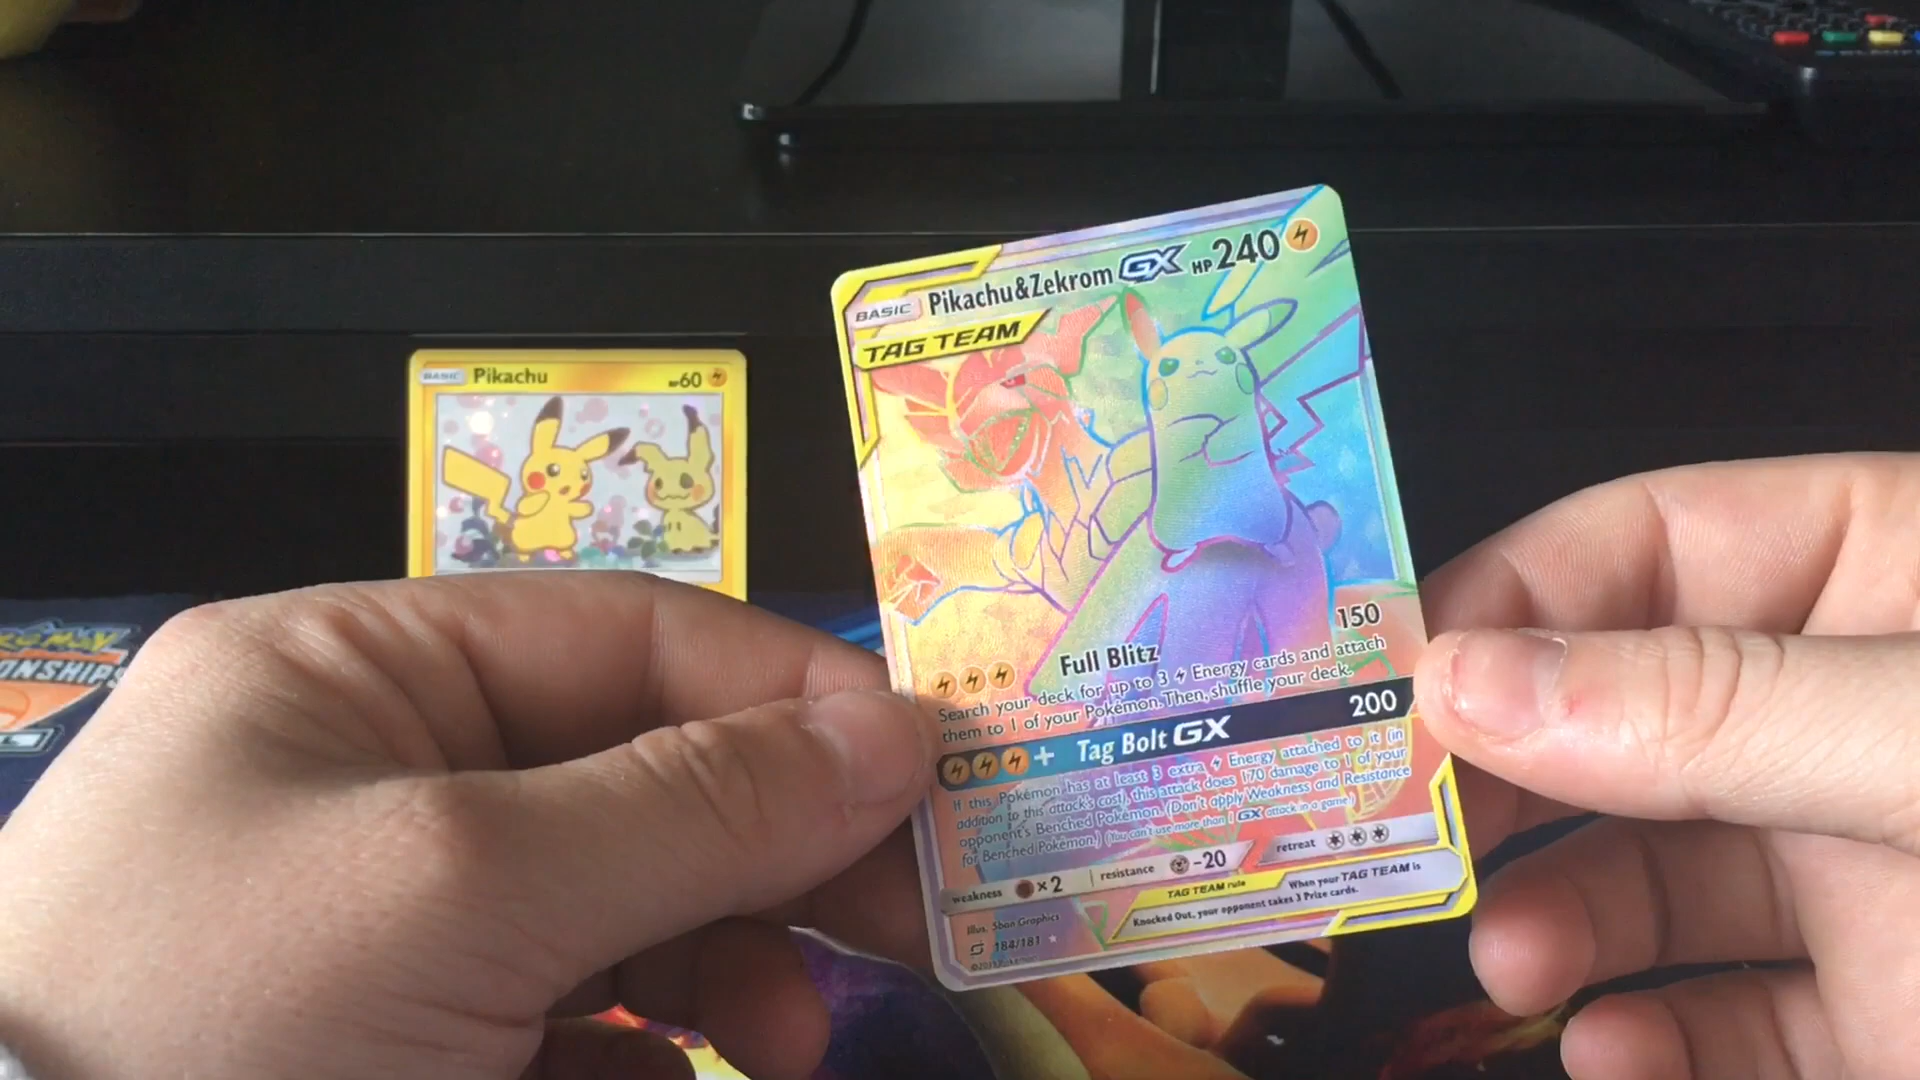 BASIC Pikachu HP60
BASIC Pikachu&Zekrom GX HP240
TAG TEAM
Full Blitz 150
Search your deck for up to 3 Energy cards and attach
them to 1 of your Pokémon. Then, shuffle your deck.
+ Tag Bolt GX 200
If this Pokémon has at least 3 extra Energy attached to it (in
addition to this attack's cost), this attack does 170 damage to 1 of your
opponent's Benched Pokémon. (Don't apply Weakness and Resistance
for Benched Pokémon.) (You can't use more than 1 GX attack in a game.)
weakness ×2 resistance -20 retreat
TAG TEAM rule When your TAG TEAM is
Knocked Out, your opponent takes 3 Prize cards.
Illus. 5ban Graphics
184/181